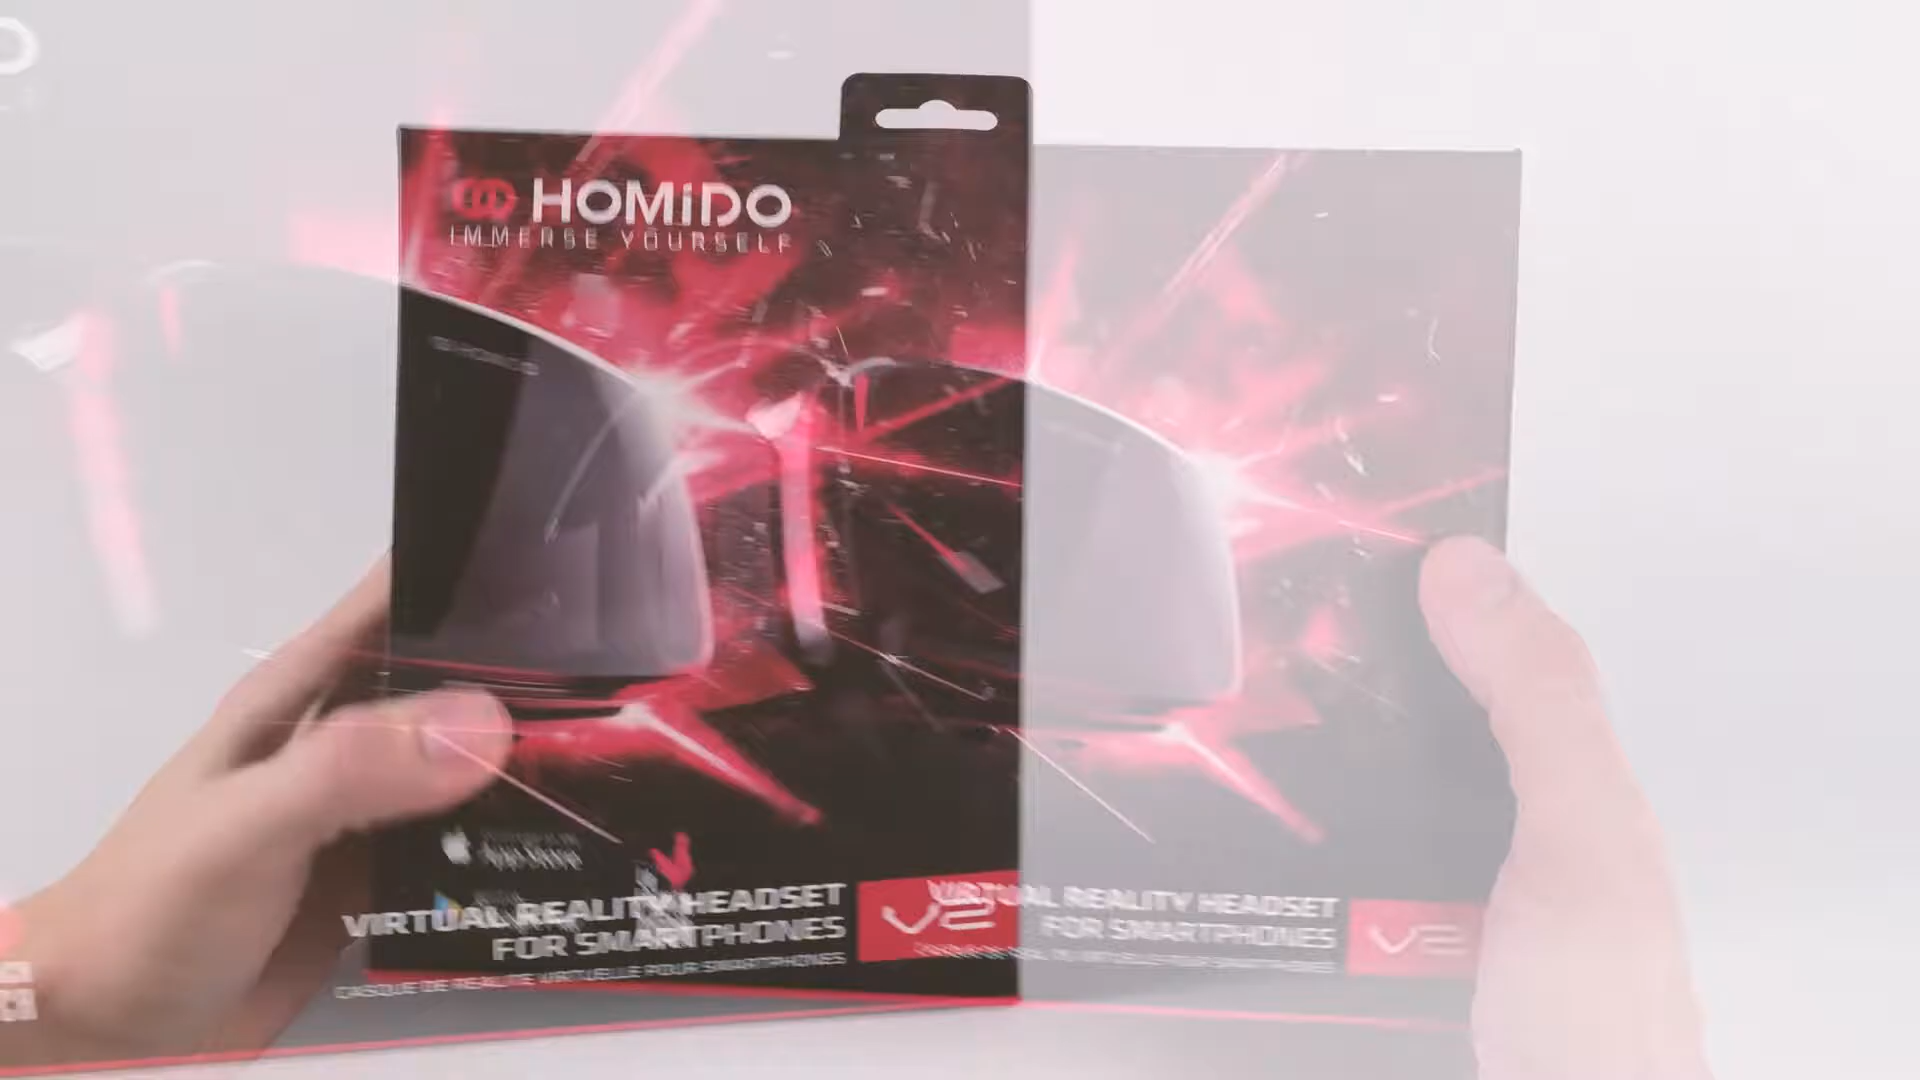 HOMiDO
IMMERSE YOURSELF
App Store
VIRTUAL REALITY HEADSET
FOR SMARTPHONES
CASQUE DE RÉALITÉ VIRTUELLE POUR SMARTPHONES
V2
VIRTUAL REALITY HEADSET
FOR SMARTPHONES
V2